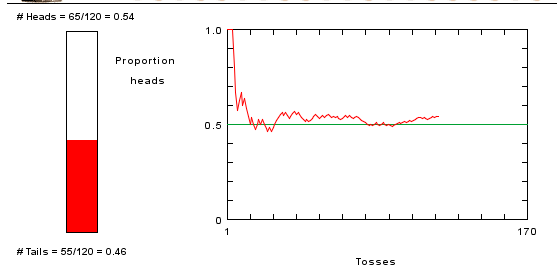 # Heads = 65/120 = 0.54
Proportion
heads
1.0
0.5
0
1
170
Tosses
# Tails = 55/120 = 0.46